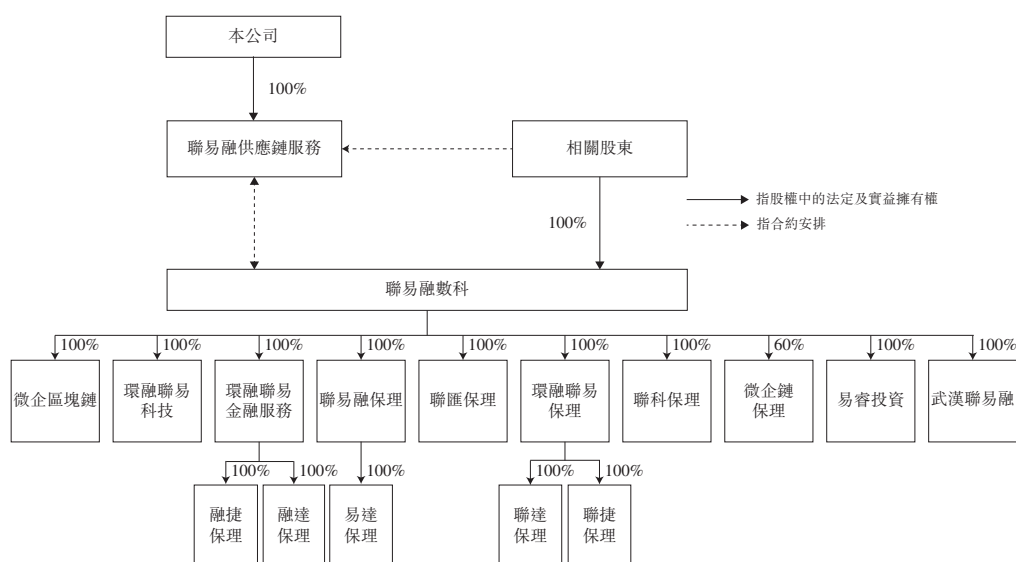 本公司
100%
聯易融供應鏈服務
相關股東
指股權中的法定及實益擁有權
100%
指合約安排
聯易融數科
100%
100%
100%
100%
100%
100%
100%
60%
100%
100%
微企區塊鏈
環融聯易
科技
環融聯易
金融服務
聯易融保理
聯匯保理
環融聯易
保理
聯科保理
微企鏈
保理
易睿投資
武漢聯易融
100%
100%
100%
100%
100%
融捷
保理
融達
保理
易達
保理
聯達
保理
聯捷
保理